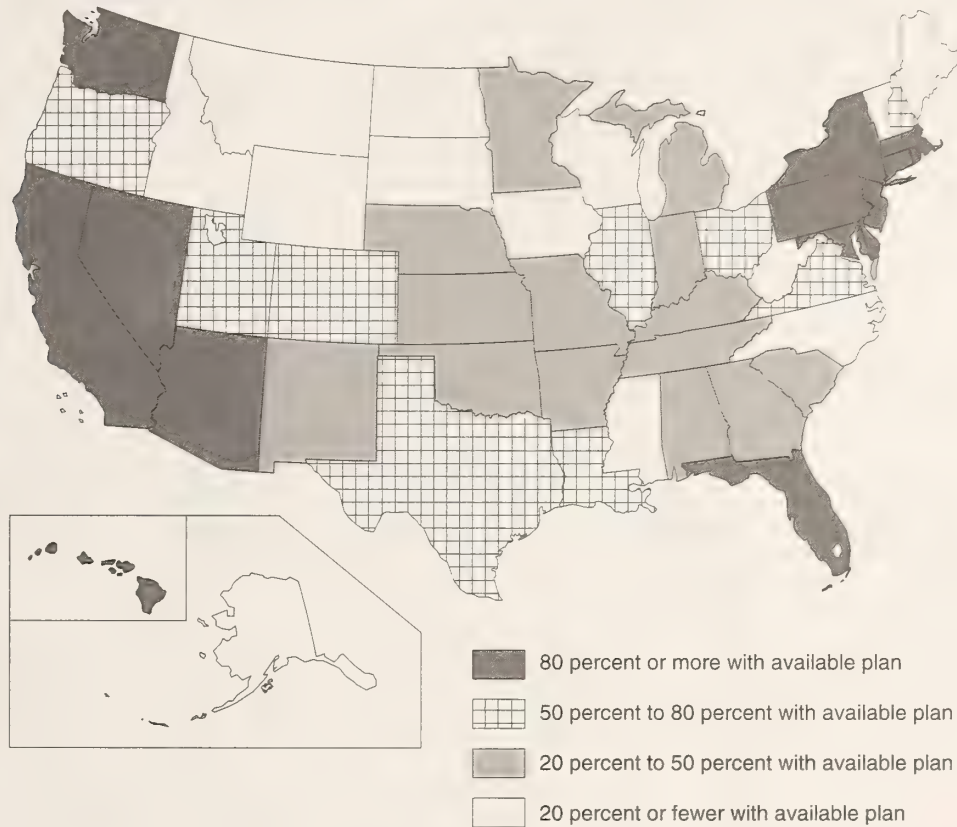 80 percent or more with available plan
50 percent to 80 percent with available plan
20 percent to 50 percent with available plan
20 percent or fewer with available plan